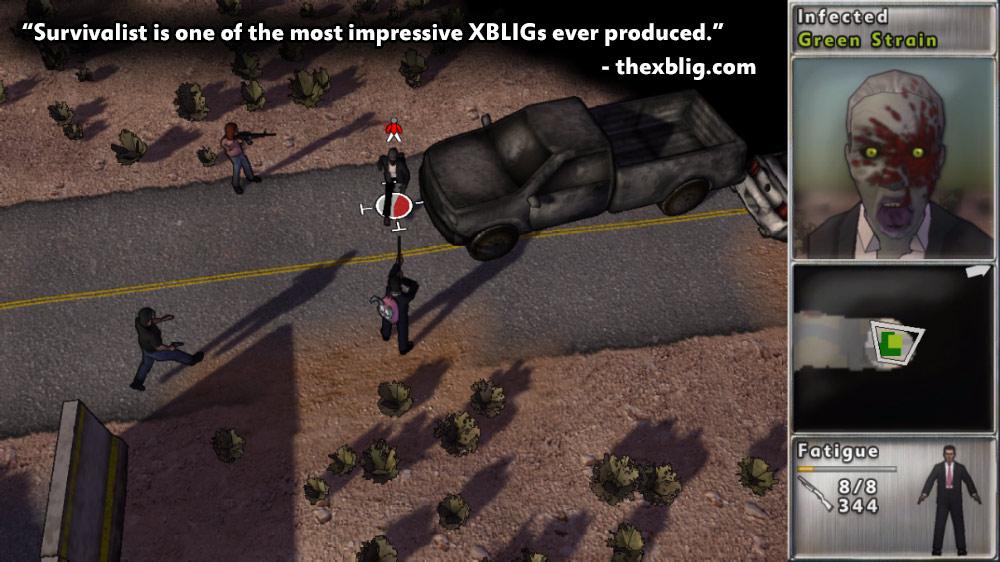 “Survivalist is one of the most impressive XBLIGs ever produced.”
- thexblig.com
Infected
Green Strain
Fatigue
8/8
344